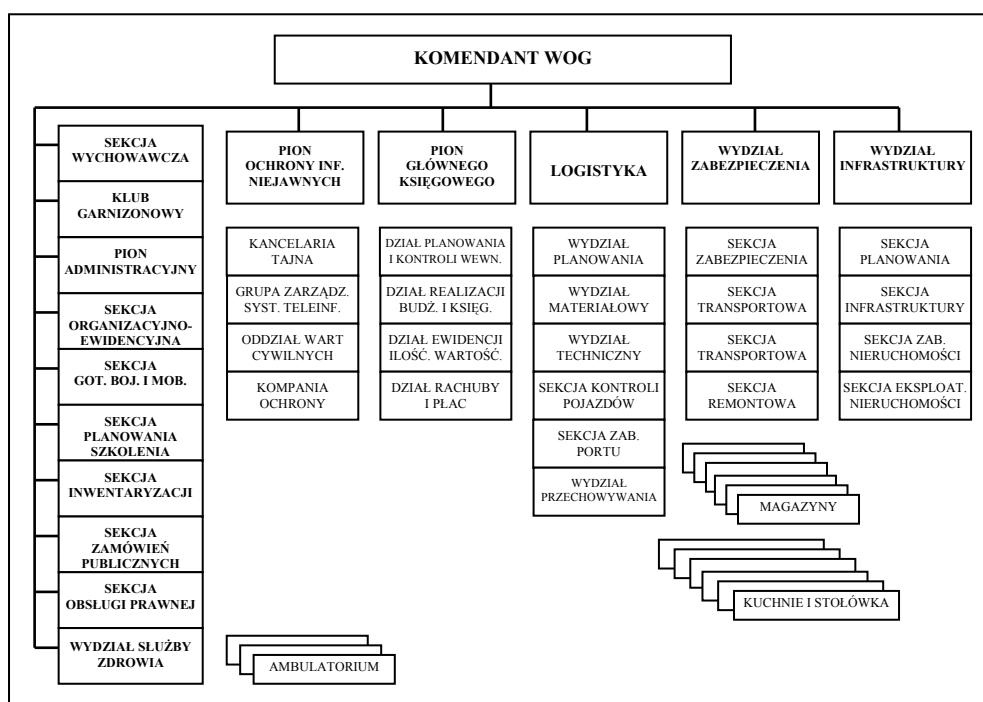 KOMENDANT WOG
SEKCJA
WYCHOWAWCZA
KLUB
GARNIZONOWY
PION
ADMINISTRACYJNY
SEKCJA
ORGANIZACYJNO-
EWIDENCYJNA
SEKCJA
GOT. BOJ. I MOB.
SEKCJA
PLANOWANIA
SZKOLENIA
SEKCJA
INWENTARYZACJI
SEKCJA
ZAMÓWIEŃ
PUBLICZNYCH
SEKCJA
OBSŁUGI PRAWNEJ
WYDZIAŁ SŁUŻBY
ZDROWIA
PION
OCHRONY INF.
NIEJAWNYCH
KANCELARIA
TAJNA
GRUPA ZARZĄDZ.
SYST. TELEINF.
ODDZIAŁ WART
CYWILNYCH
KOMPANIA
OCHRONY
AMBULATORIUM
PION
GŁÓWNEGO
KSIĘGOWEGO
DZIAŁ PLANOWANIA
I KONTROLI WEWN.
DZIAŁ REALIZACJI
BUDŻ. I KSIĘG.
DZIAŁ EWIDENCJI
ILOŚĆ. WARTOŚĆ.
DZIAŁ RACHUBY
I PŁAC
LOGISTYKA
WYDZIAŁ
PLANOWANIA
WYDZIAŁ
MATERIAŁOWY
WYDZIAŁ
TECHNICZNY
SEKCJA KONTROLI
POJAZDÓW
SEKCJA ZAB.
PORTU
WYDZIAŁ
PRZECHOWYWANIA
WYDZIAŁ
ZABEZPIECZENIA
SEKCJA
ZABEZPIECZENIA
SEKCJA
TRANSPORTOWA
SEKCJA
TRANSPORTOWA
SEKCJA
REMONTOWA
MAGAZYNY
KUCHNIE I STOŁÓWKA
WYDZIAŁ
INFRASTRUKTURY
SEKCJA
PLANOWANIA
SEKCJA
INFRASTRUKTURY
SEKCJA ZAB.
NIERUCHOMOŚCI
SEKCJA EKSPLOAT.
NIERUCHOMOŚCI